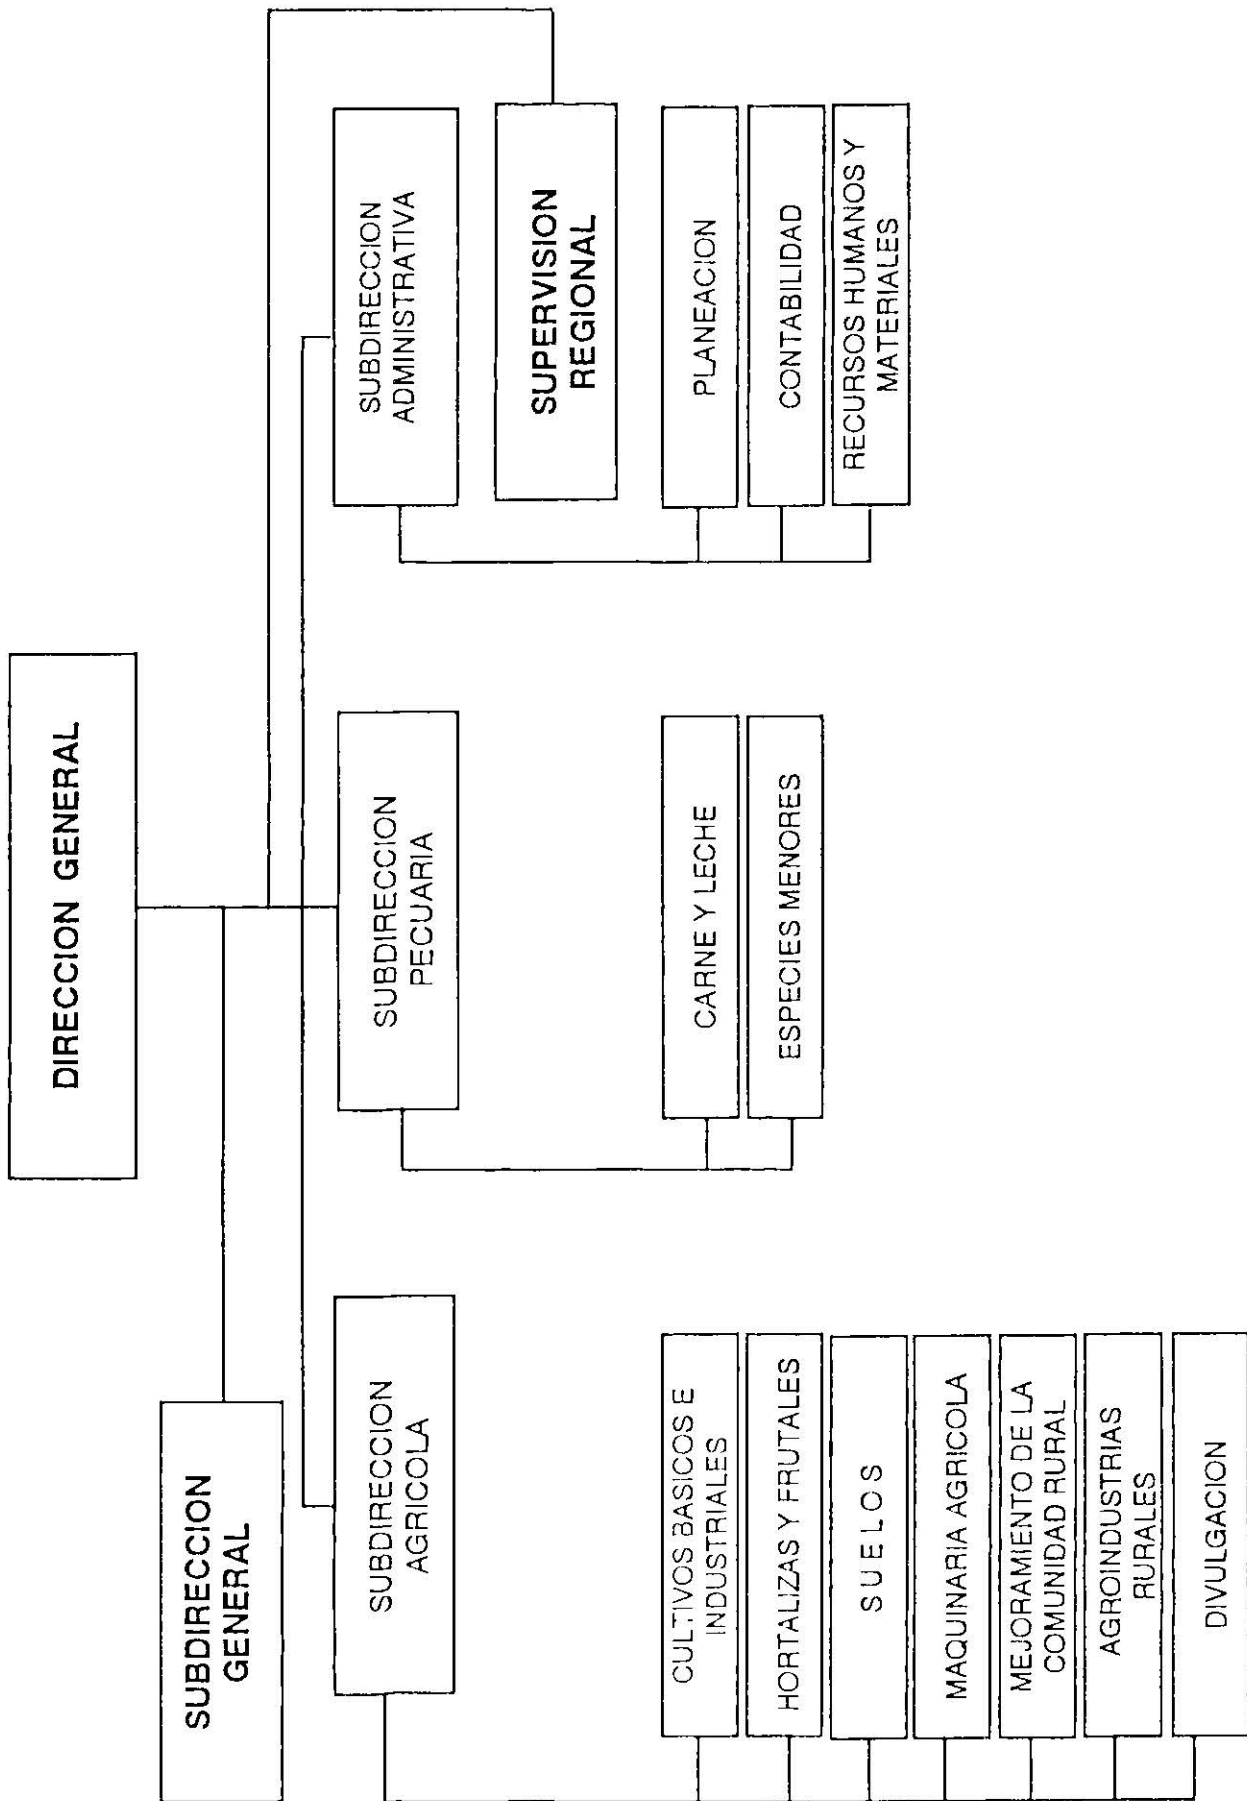 DIRECCION GENERAL
SUBDIRECCION
GENERAL
SUBDIRECCION
AGRICOLA
SUBDIRECCION
PECUARIA
SUBDIRECCION
ADMINISTRATIVA
SUPERVISION
REGIONAL
CULTIVOS BASICOS E
INDUSTRIALES
HORTALIZAS Y FRUTALES
S U E L O S
MAQUINARIA AGRICOLA
MEJORAMIENTO DE LA
COMUNIDAD RURAL
AGROINDUSTRIAS
RURALES
DIVULGACION
CARNE Y LECHE
ESPECIES MENORES
PLANEACION
CONTABILIDAD
RECURSOS HUMANOS Y
MATERIALES